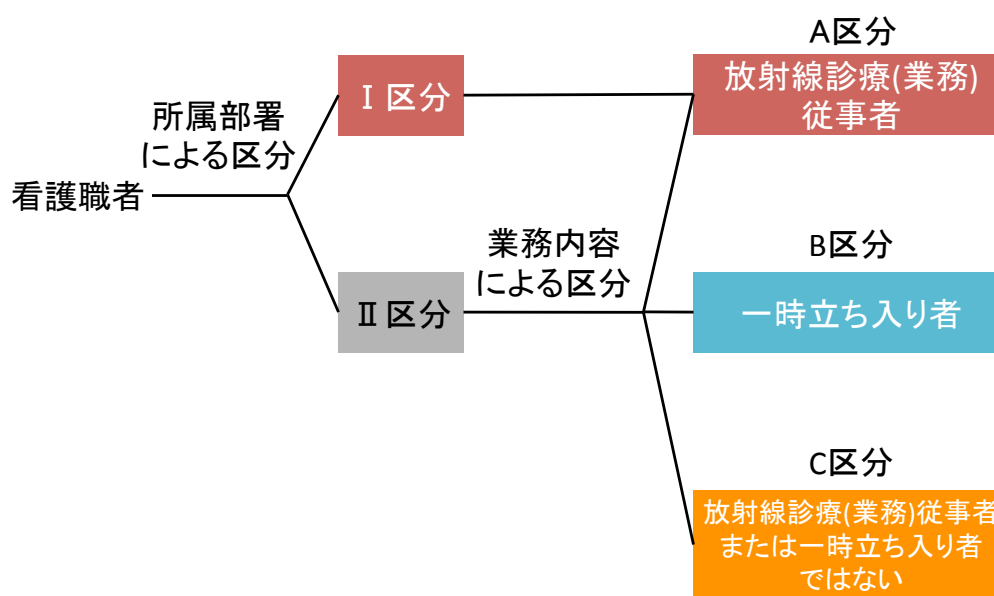 看護職者
所属部署
による区分
Ⅰ区分
Ⅱ区分
業務内容
による区分
A区分
放射線診療(業務)
従事者
B区分
一時立ち入り者
C区分
放射線診療(業務)従事者
または一時立ち入り者
ではない